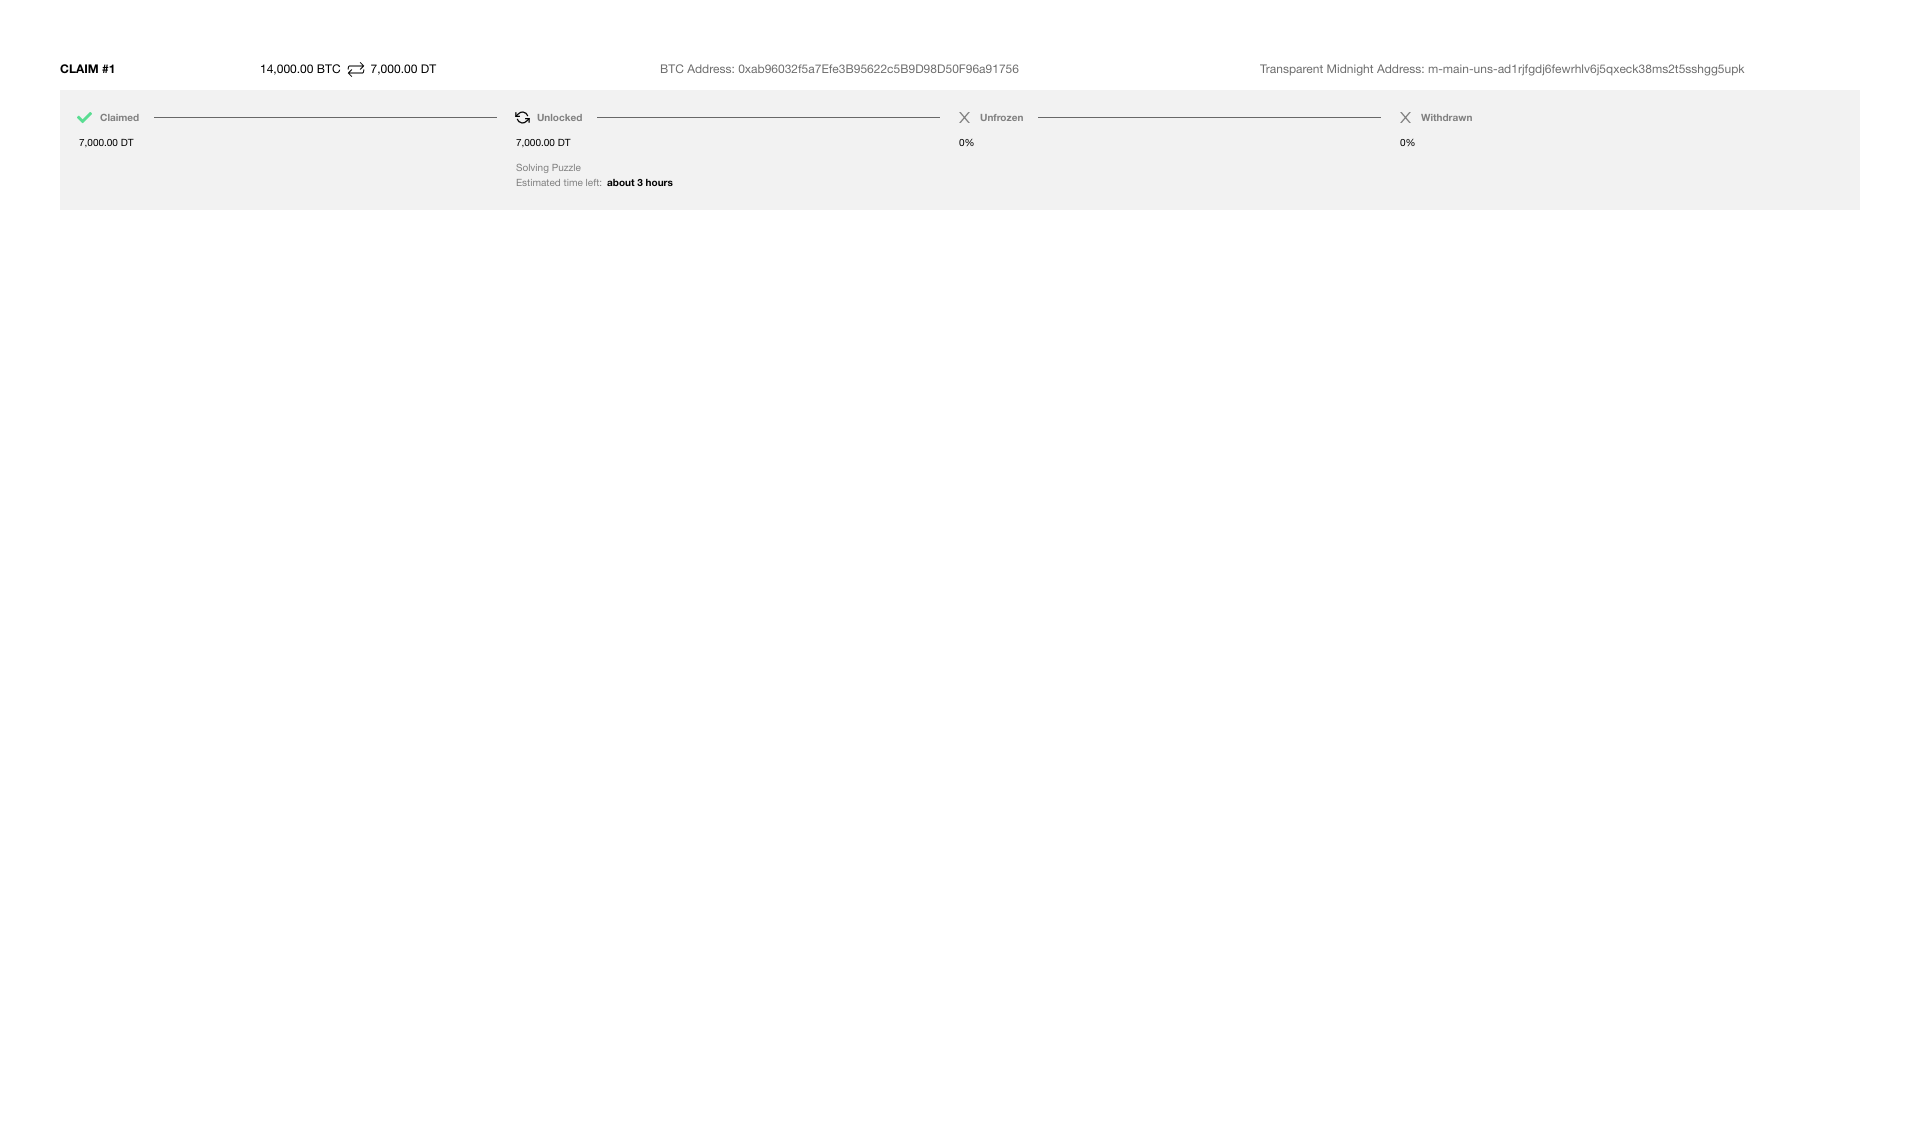 CLAIM #1 14,000.00 BTC 7,000.00 DT BTC Address: 0xab96032f5a7Efe3B95622c5B9D98D50F96a91756 Transparent Midnight Address: m-main-uns-ad1rjfgdj6fewrhlv6j5qxeck38ms2t5sshgg5upk
Claimed Unlocked Unfrozen Withdrawn
7,000.00 DT 7,000.00 DT 0% 0%
Solving Puzzle
Estimated time left: about 3 hours